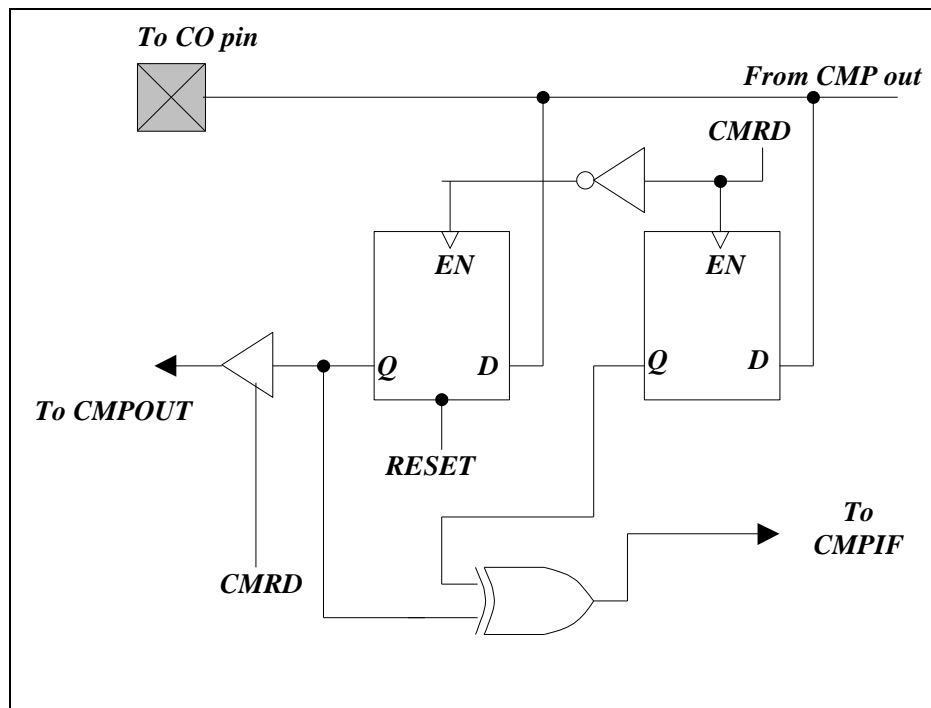 To CO pin
From CMP out
CMRD
EN
EN
Q
D
Q
D
To CMPOUT
RESET
To
CMPIF
CMRD